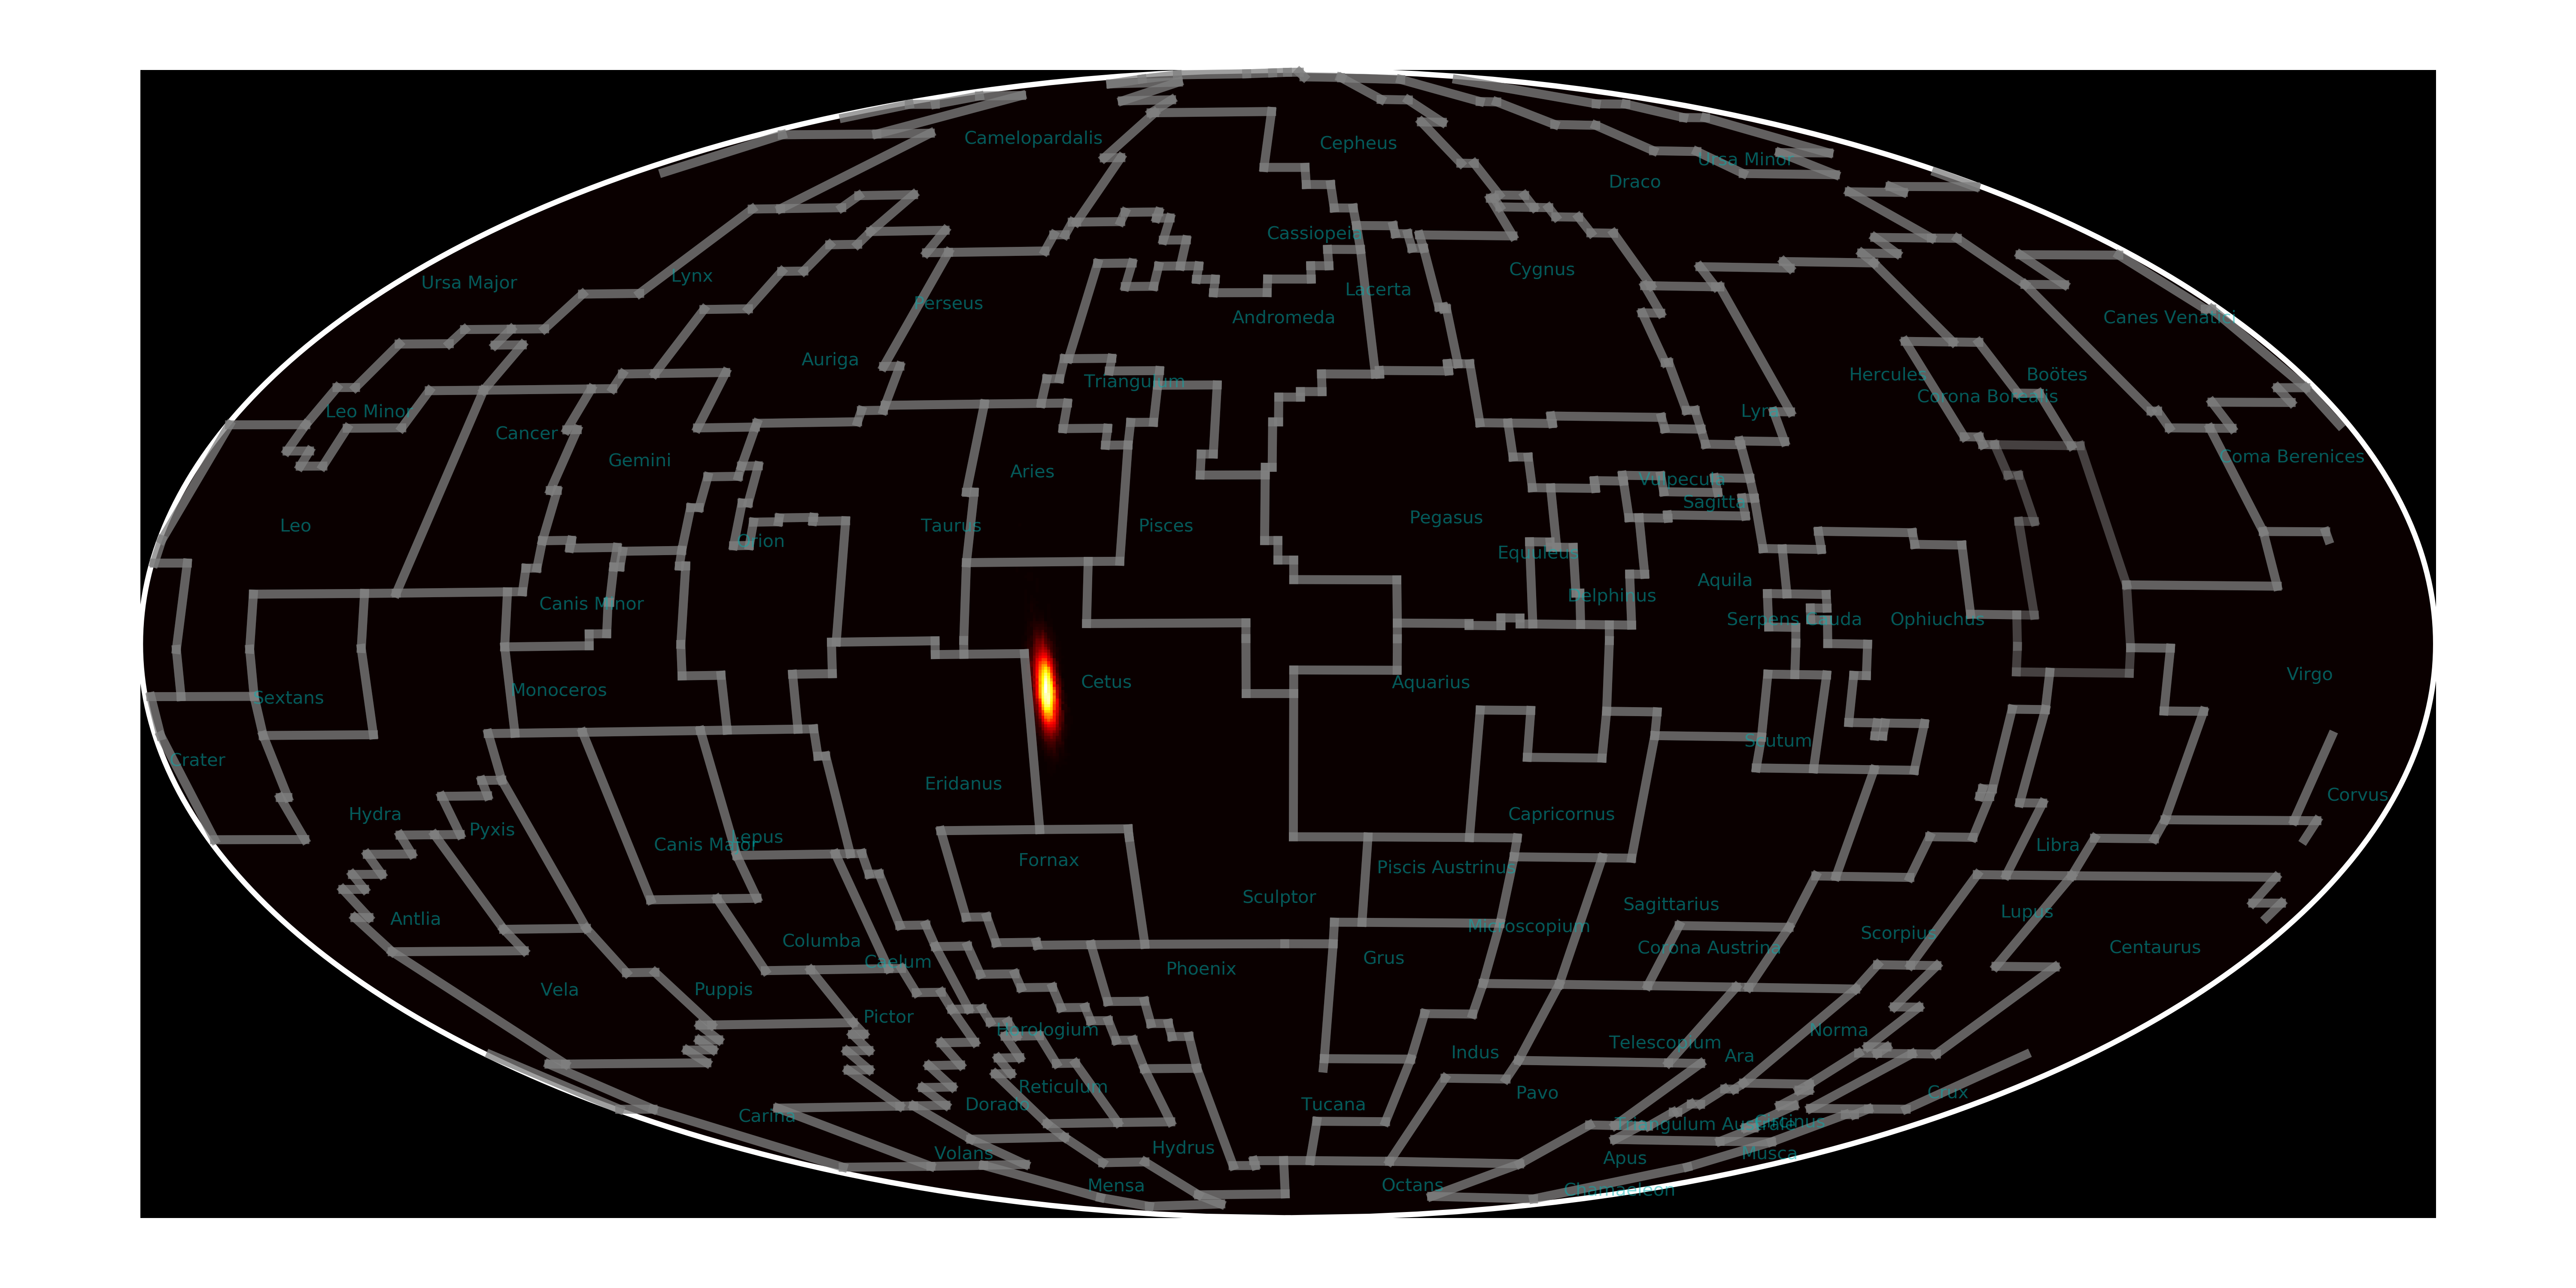 Camelopardalis
Cepheus
Ursa Minor
Draco
Cassiopeia
Cygnus
Lynx
Ursa Major
Lacerta
Perseus
Andromeda
Canes Venatici
Auriga
Hercules
Boötes
Triangulum
Corona Borealis
Leo Minor
Lyra
Cancer
Coma Berenices
Gemini
Aries
Vulpecula
Sagitta
Pegasus
Leo
Taurus
Pisces
Orion
Equuleus
Aquila
Delphinus
Canis Minor
Serpens Cauda
Ophiuchus
Virgo
Cetus
Aquarius
Monoceros
Sextans
Scutum
Crater
Eridanus
Corvus
Hydra
Capricornus
Pyxis
Lepus
Canis Major
Libra
Fornax
Piscis Austrinus
Sculptor
Sagittarius
Lupus
Antlia
Microscopium
Scorpius
Columba
Corona Austrina
Centaurus
Grus
Caelum
Phoenix
Vela
Puppis
Pictor
Horologium
Norma
Telescopium
Indus
Ara
Reticulum
Pavo
Crux
Dorado
Tucana
Carina
Triangulum Australe
Circinus
Hydrus
Volans
Musca
Apus
Mensa
Octans
Chamaeleon